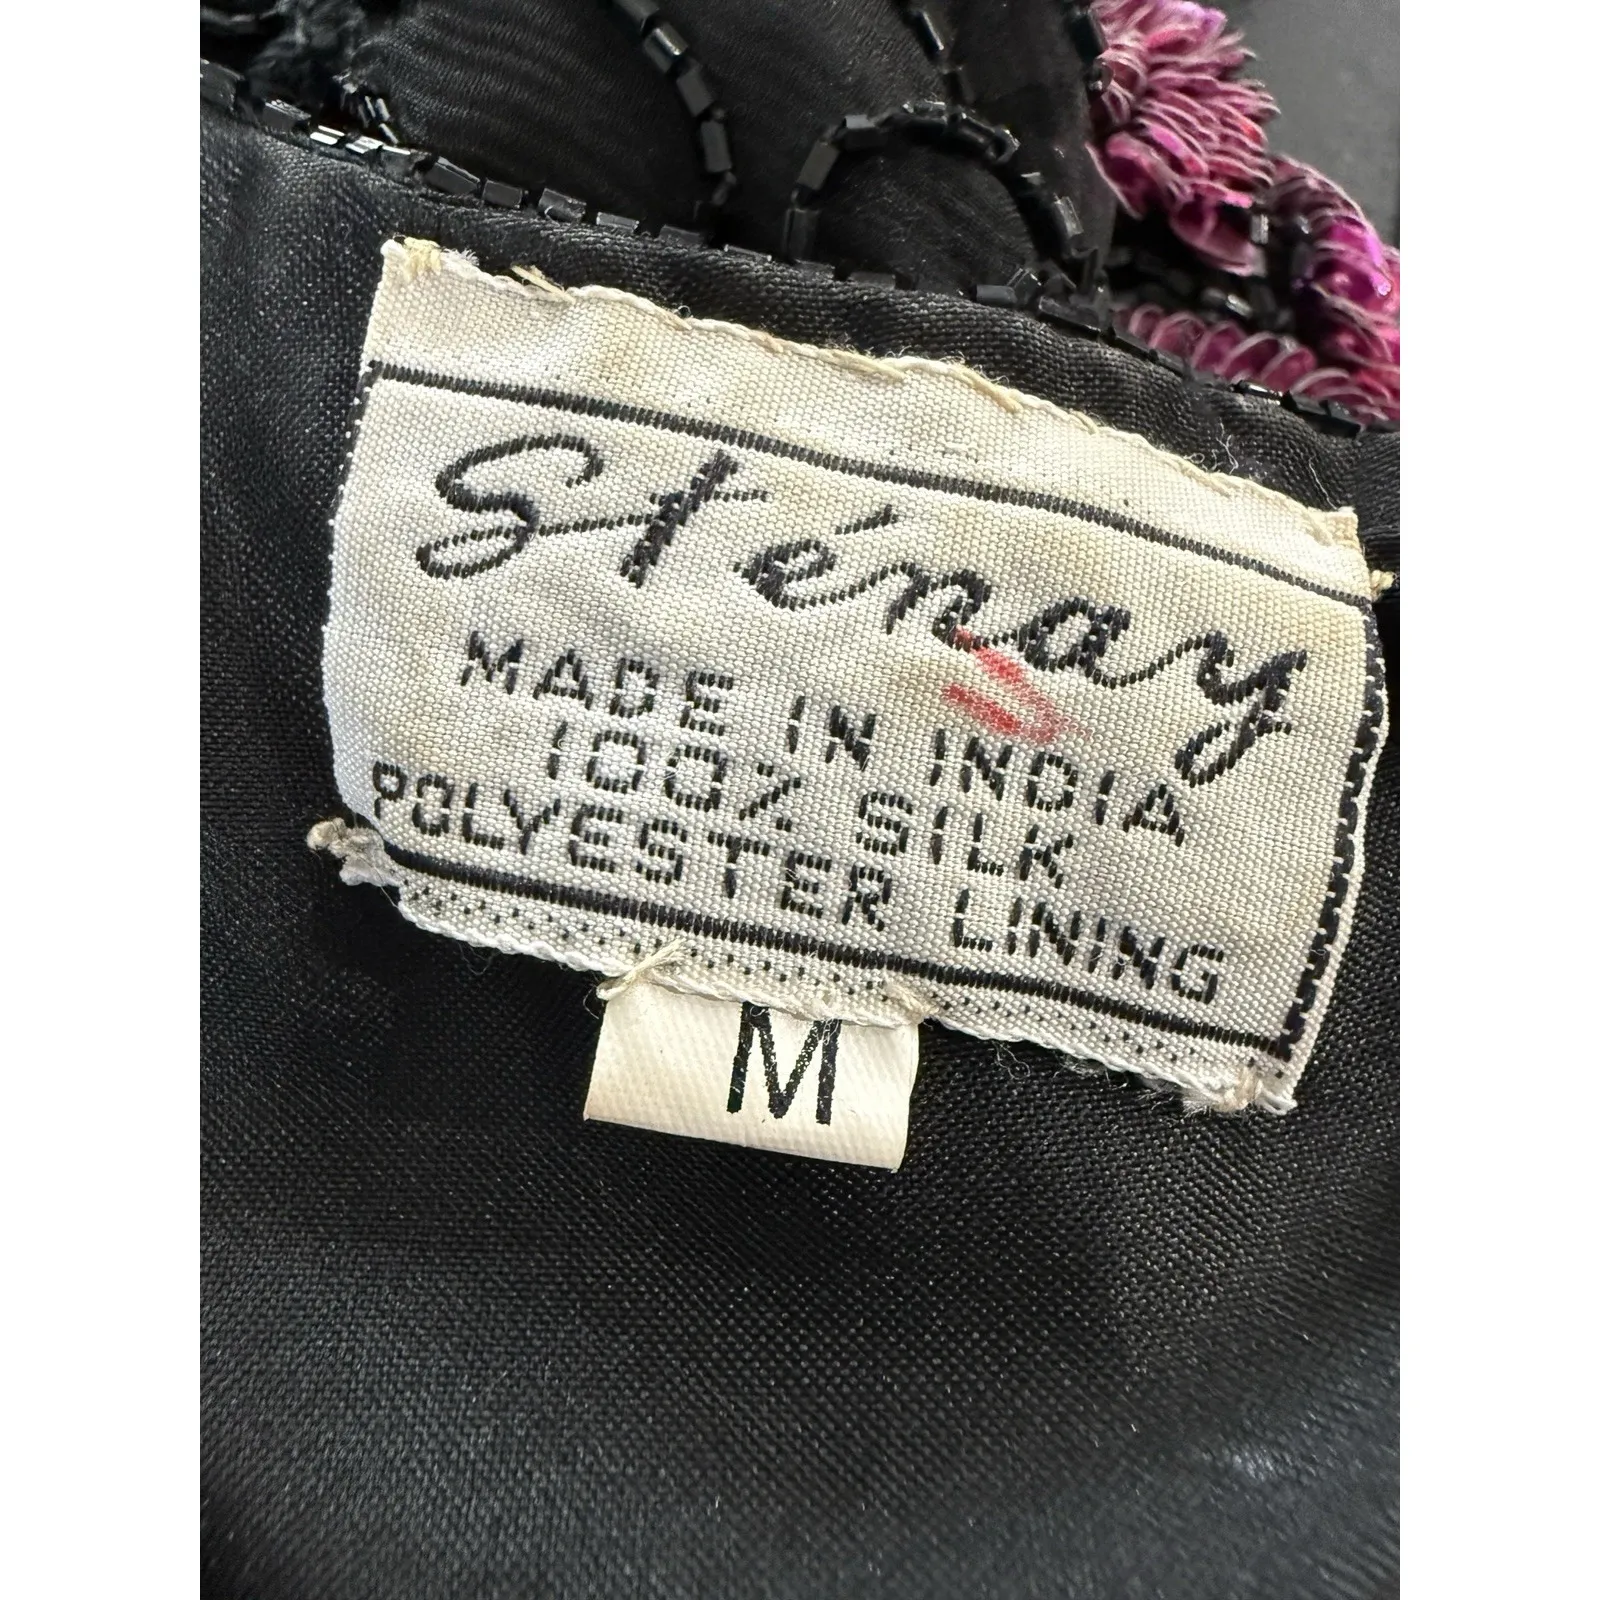 Sténay
MADE IN INDIA
100% SILK
POLYESTER LINING
M